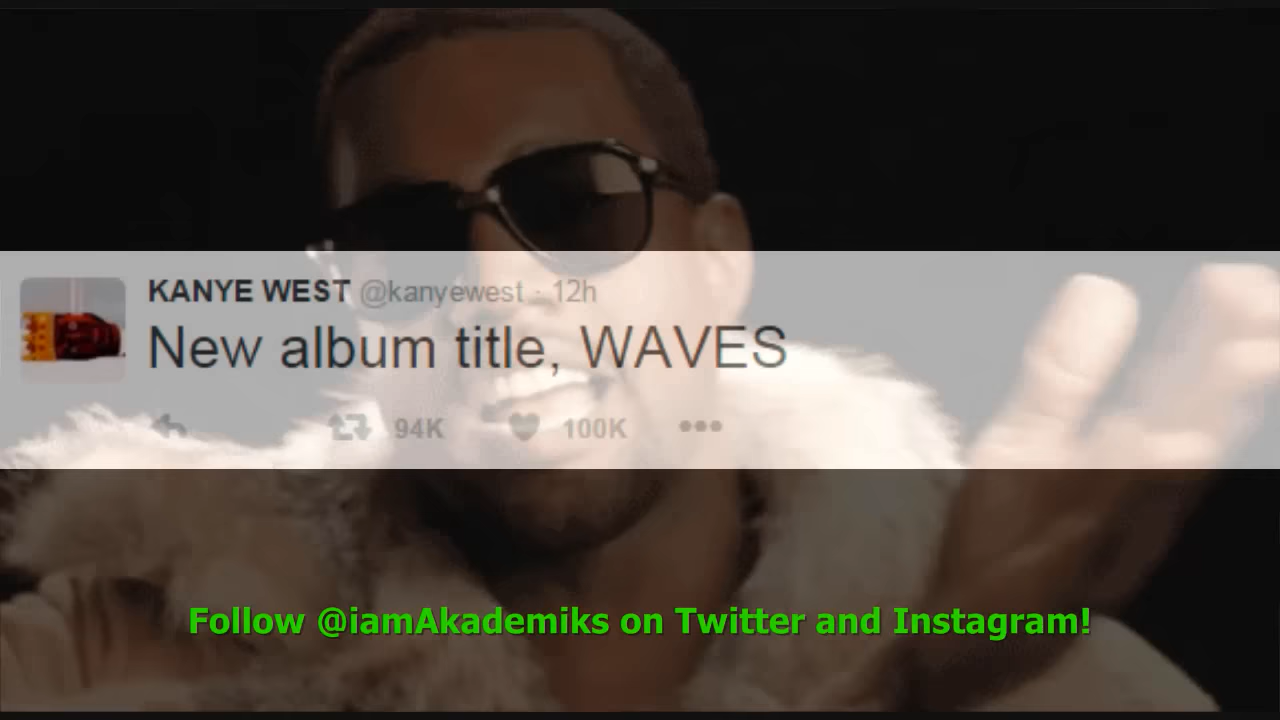 KANYE WEST @kanyewest · 12h
New album title, WAVES
94K 100K
Follow @iamAkademiks on Twitter and Instagram!